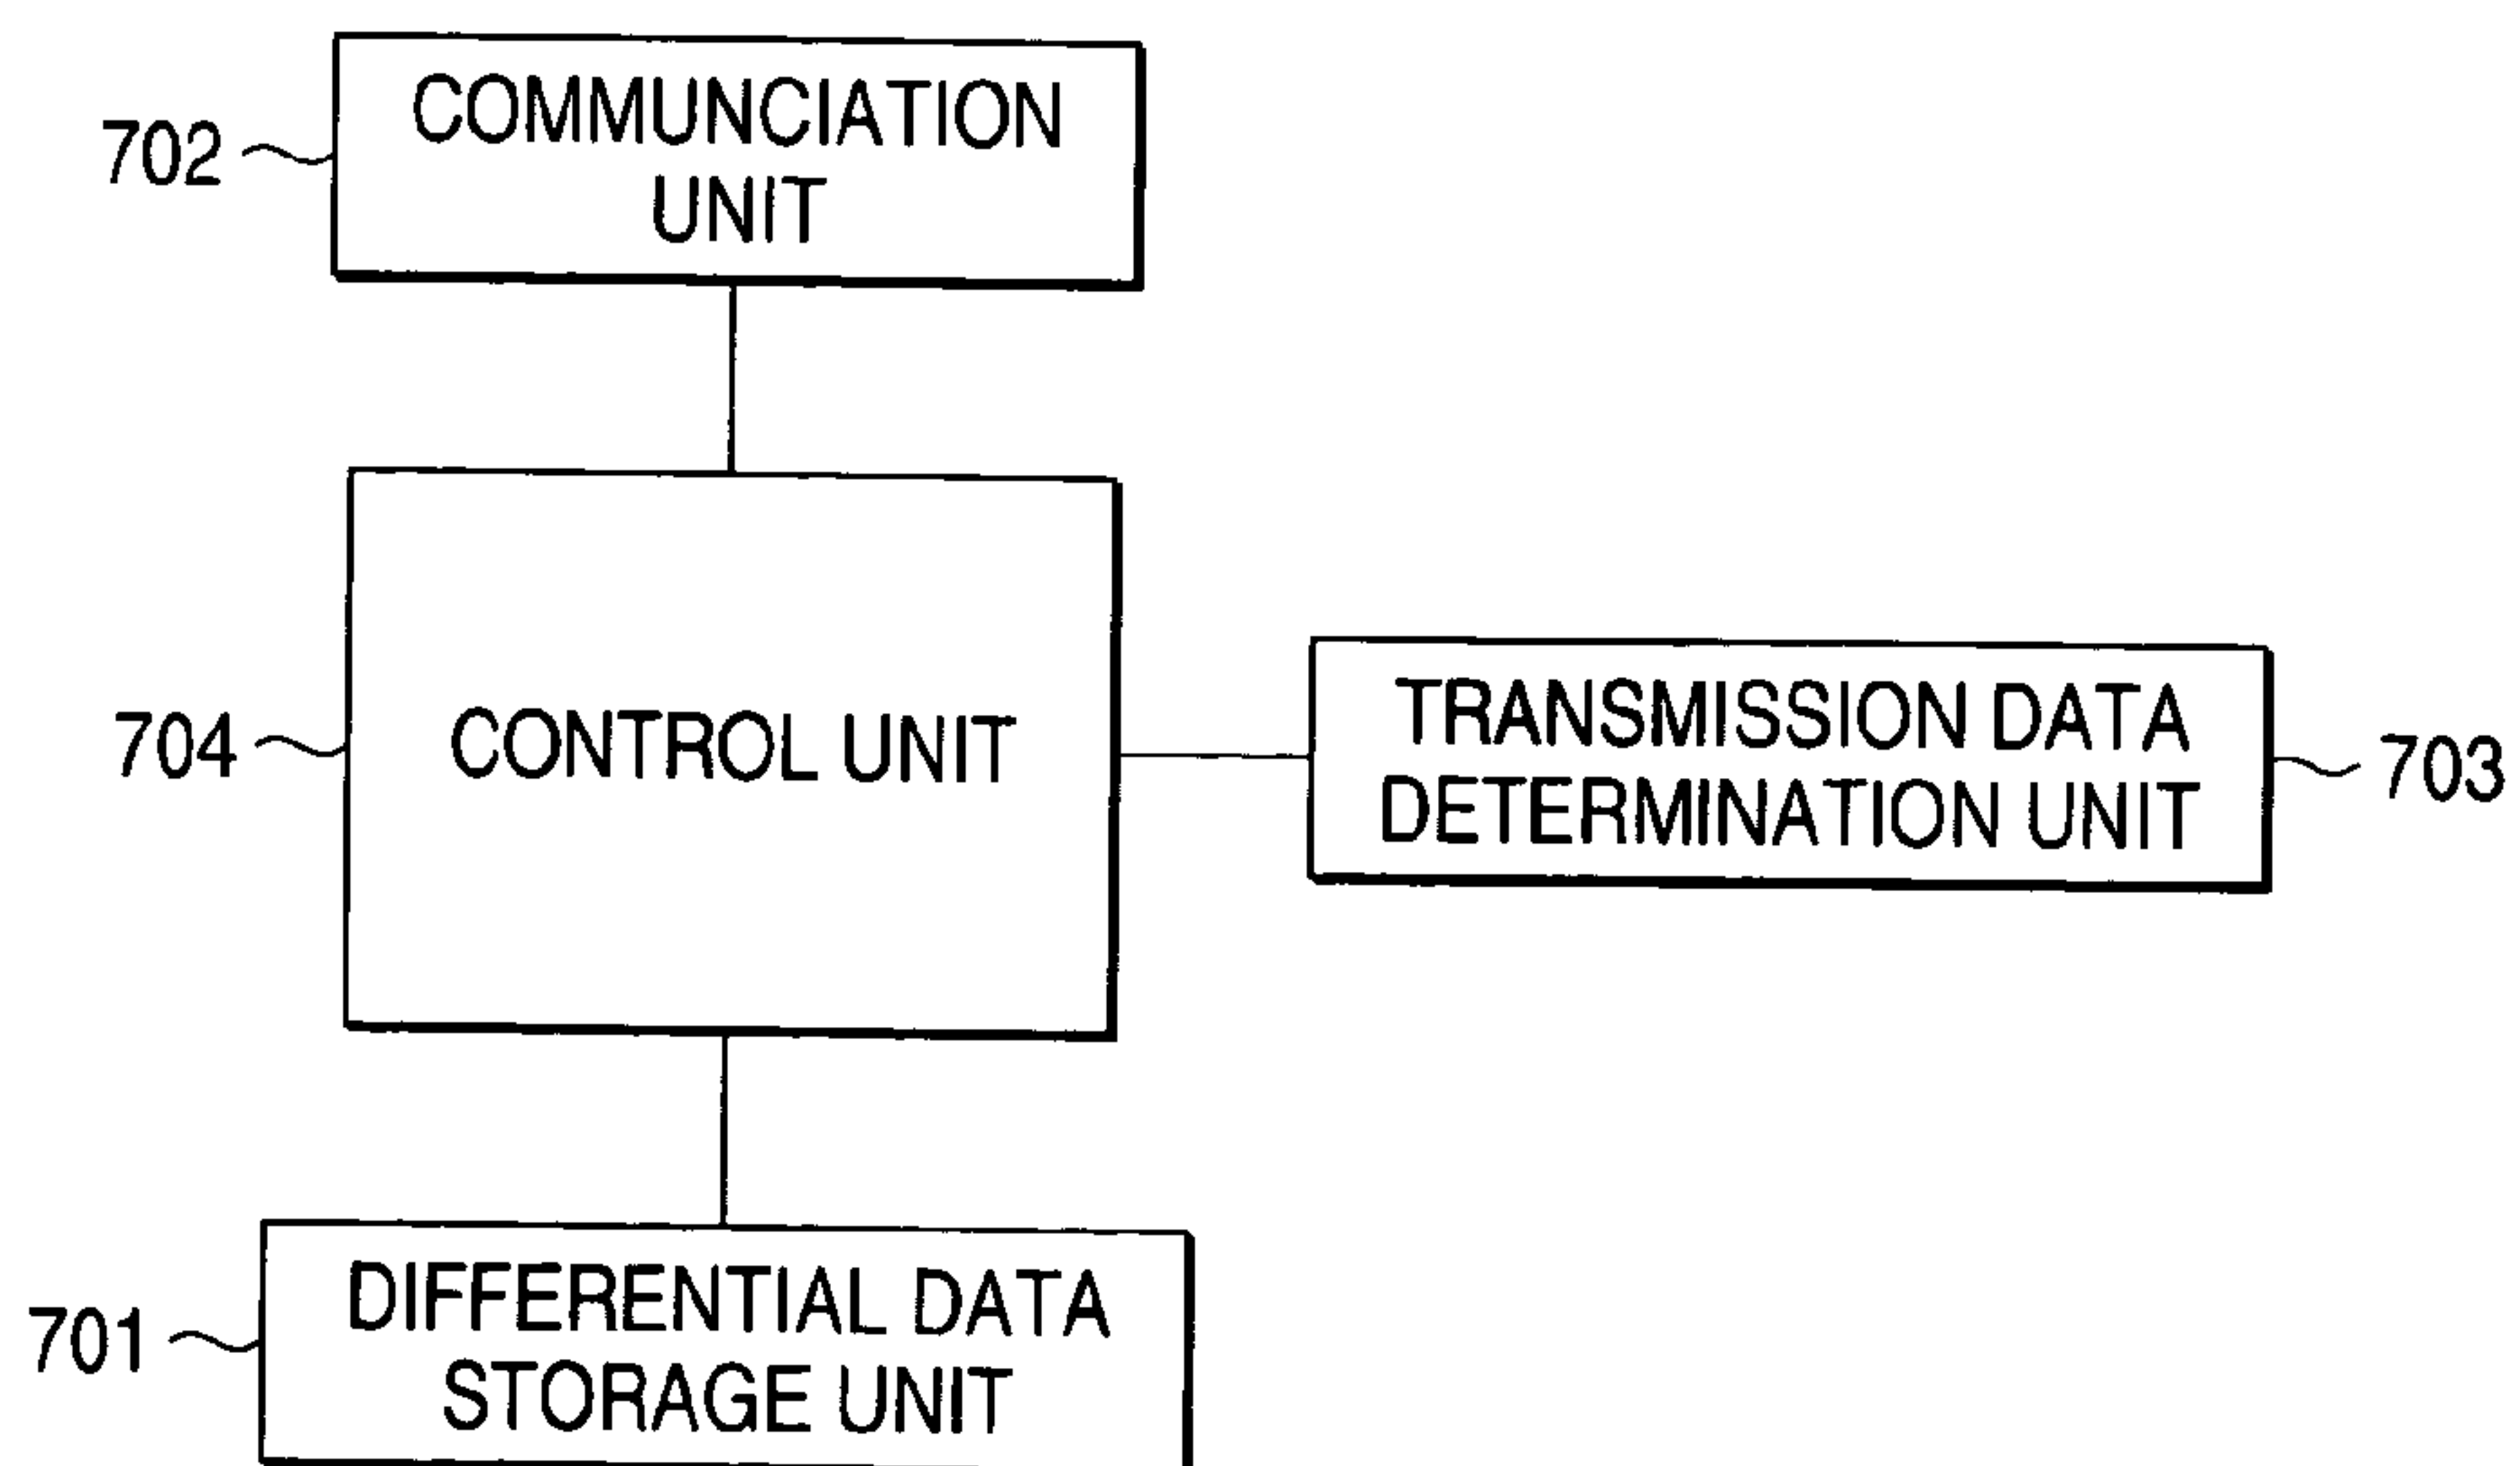 COMMUNCIATION
UNIT
702
704
CONTROL UNIT
TRANSMISSION DATA
DETERMINATION UNIT
703
DIFFERENTIAL DATA
STORAGE UNIT
701